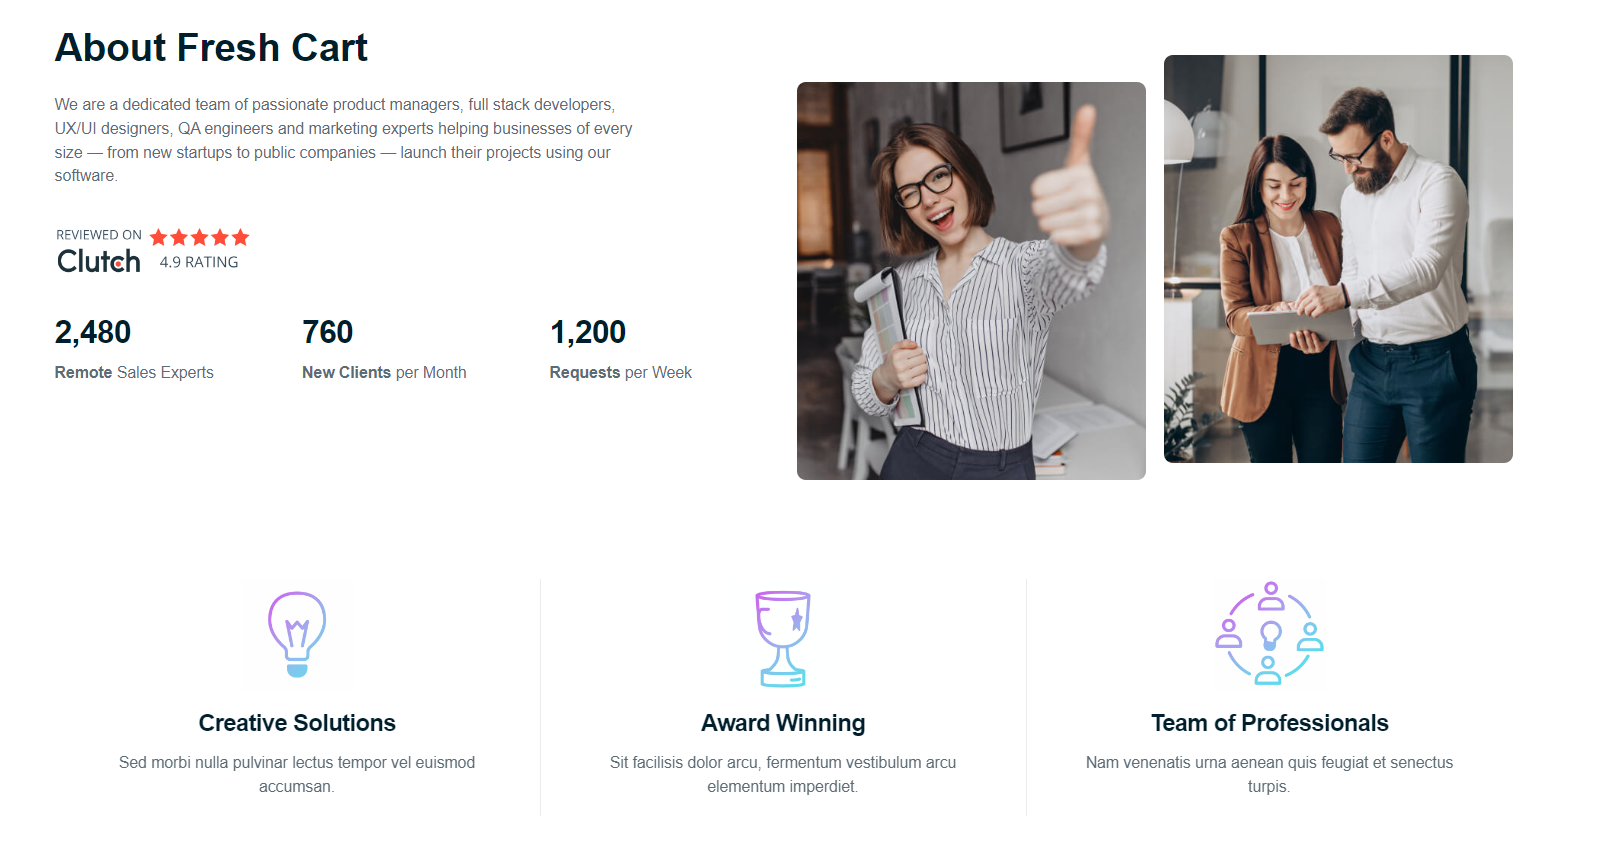 About Fresh Cart
We are a dedicated team of passionate product managers, full stack developers,
UX/UI designers, QA engineers and marketing experts helping businesses of every
size — from new startups to public companies — launch their projects using our
software.
REVIEWED ON
Clutch 4.9 RATING
2,480 760 1,200
Remote Sales Experts New Clients per Month Requests per Week
Creative Solutions
Sed morbi nulla pulvinar lectus tempor vel euismod
accumsan.
Award Winning
Sit facilisis dolor arcu, fermentum vestibulum arcu
elementum imperdiet.
Team of Professionals
Nam venenatis urna aenean quis feugiat et senectus
turpis.